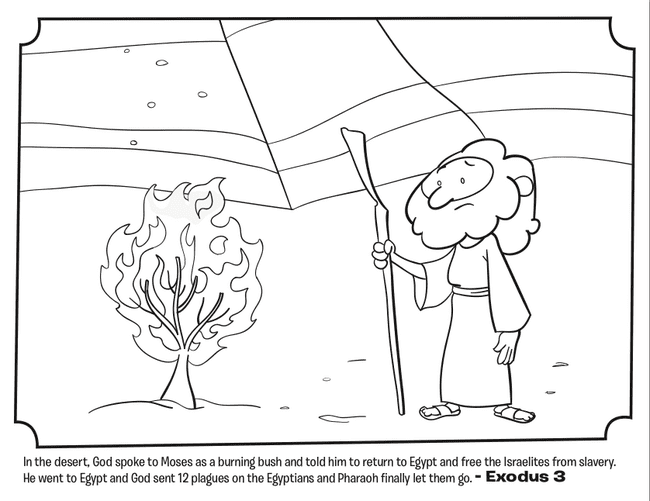 In the desert, God spoke to Moses as a burning bush and told him to return to Egypt and free the Israelites from slavery.
He went to Egypt and God sent 12 plagues on the Egyptians and Pharaoh finally let them go. - Exodus 3